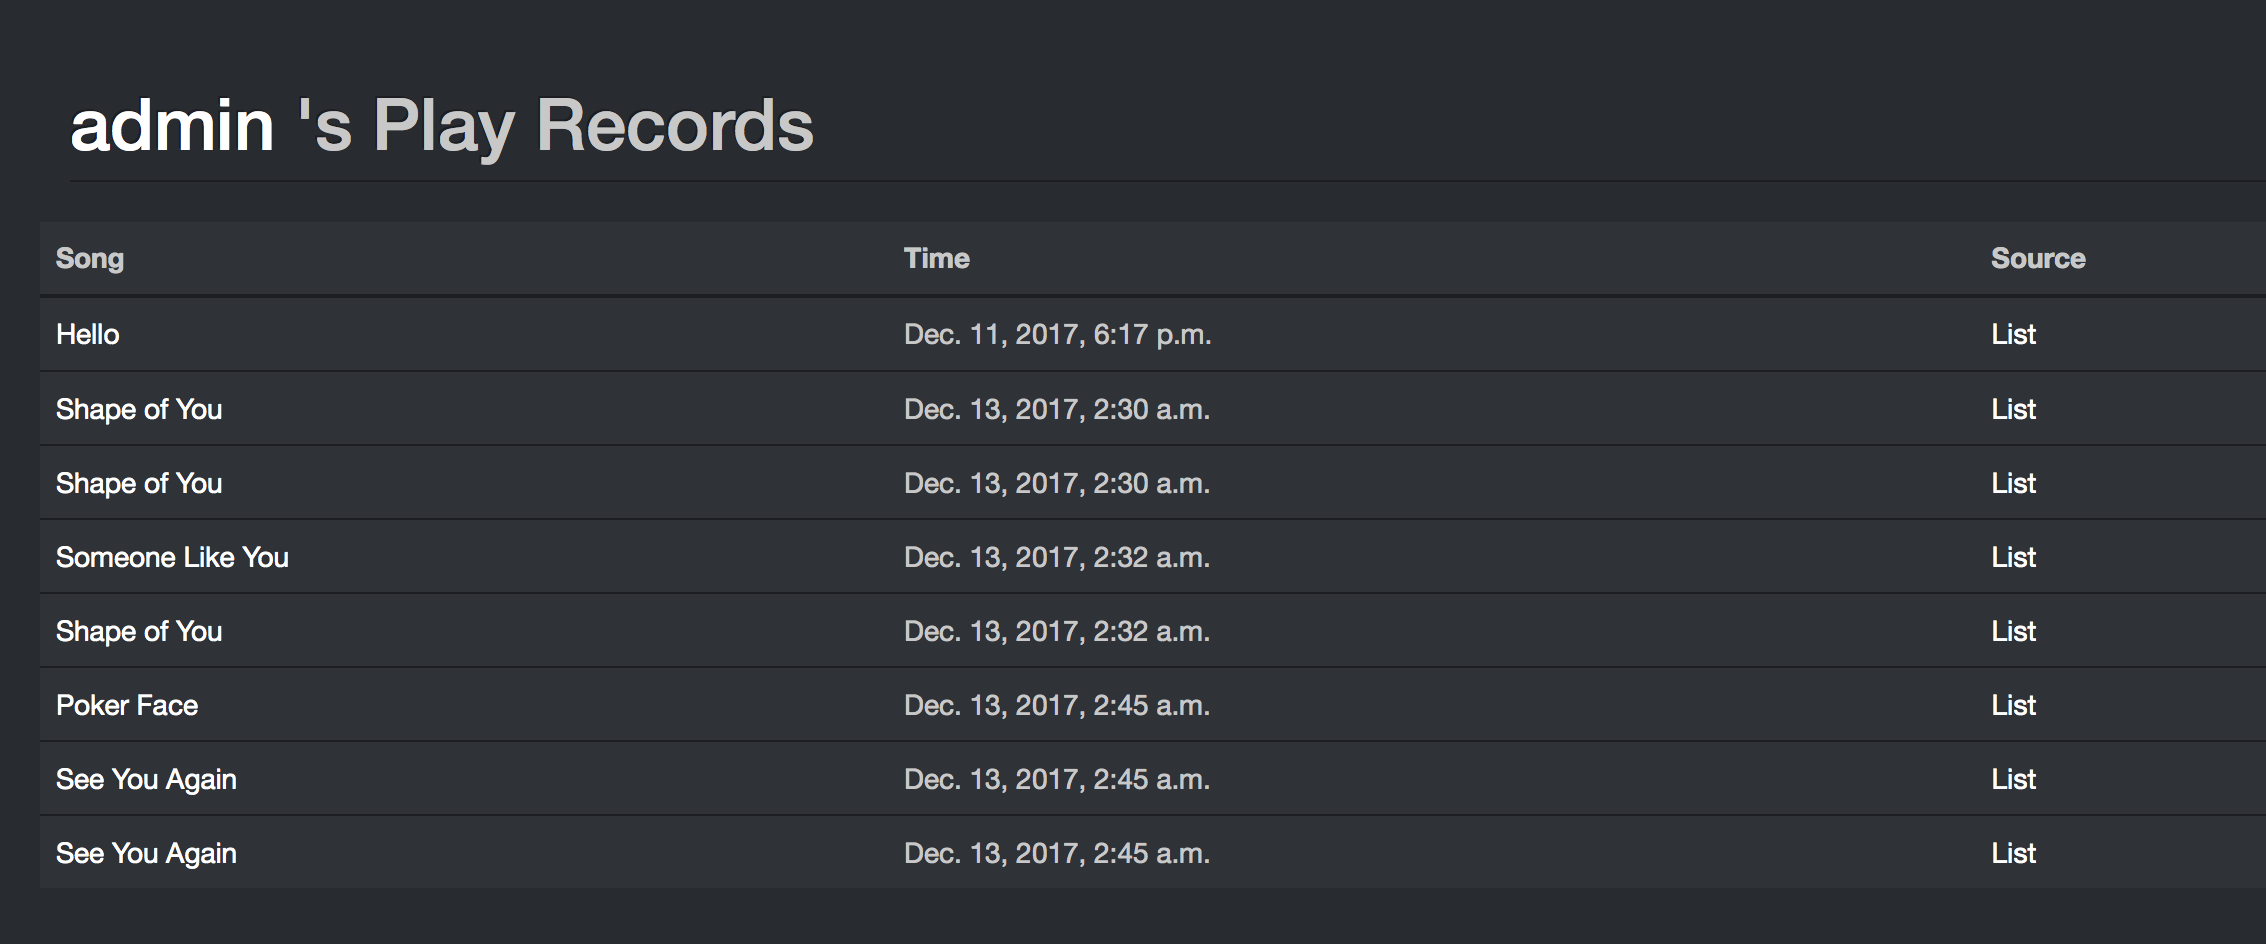 admin 's Play Records
Song Time Source
Hello Dec. 11, 2017, 6:17 p.m. List
Shape of You Dec. 13, 2017, 2:30 a.m. List
Shape of You Dec. 13, 2017, 2:30 a.m. List
Someone Like You Dec. 13, 2017, 2:32 a.m. List
Shape of You Dec. 13, 2017, 2:32 a.m. List
Poker Face Dec. 13, 2017, 2:45 a.m. List
See You Again Dec. 13, 2017, 2:45 a.m. List
See You Again Dec. 13, 2017, 2:45 a.m. List